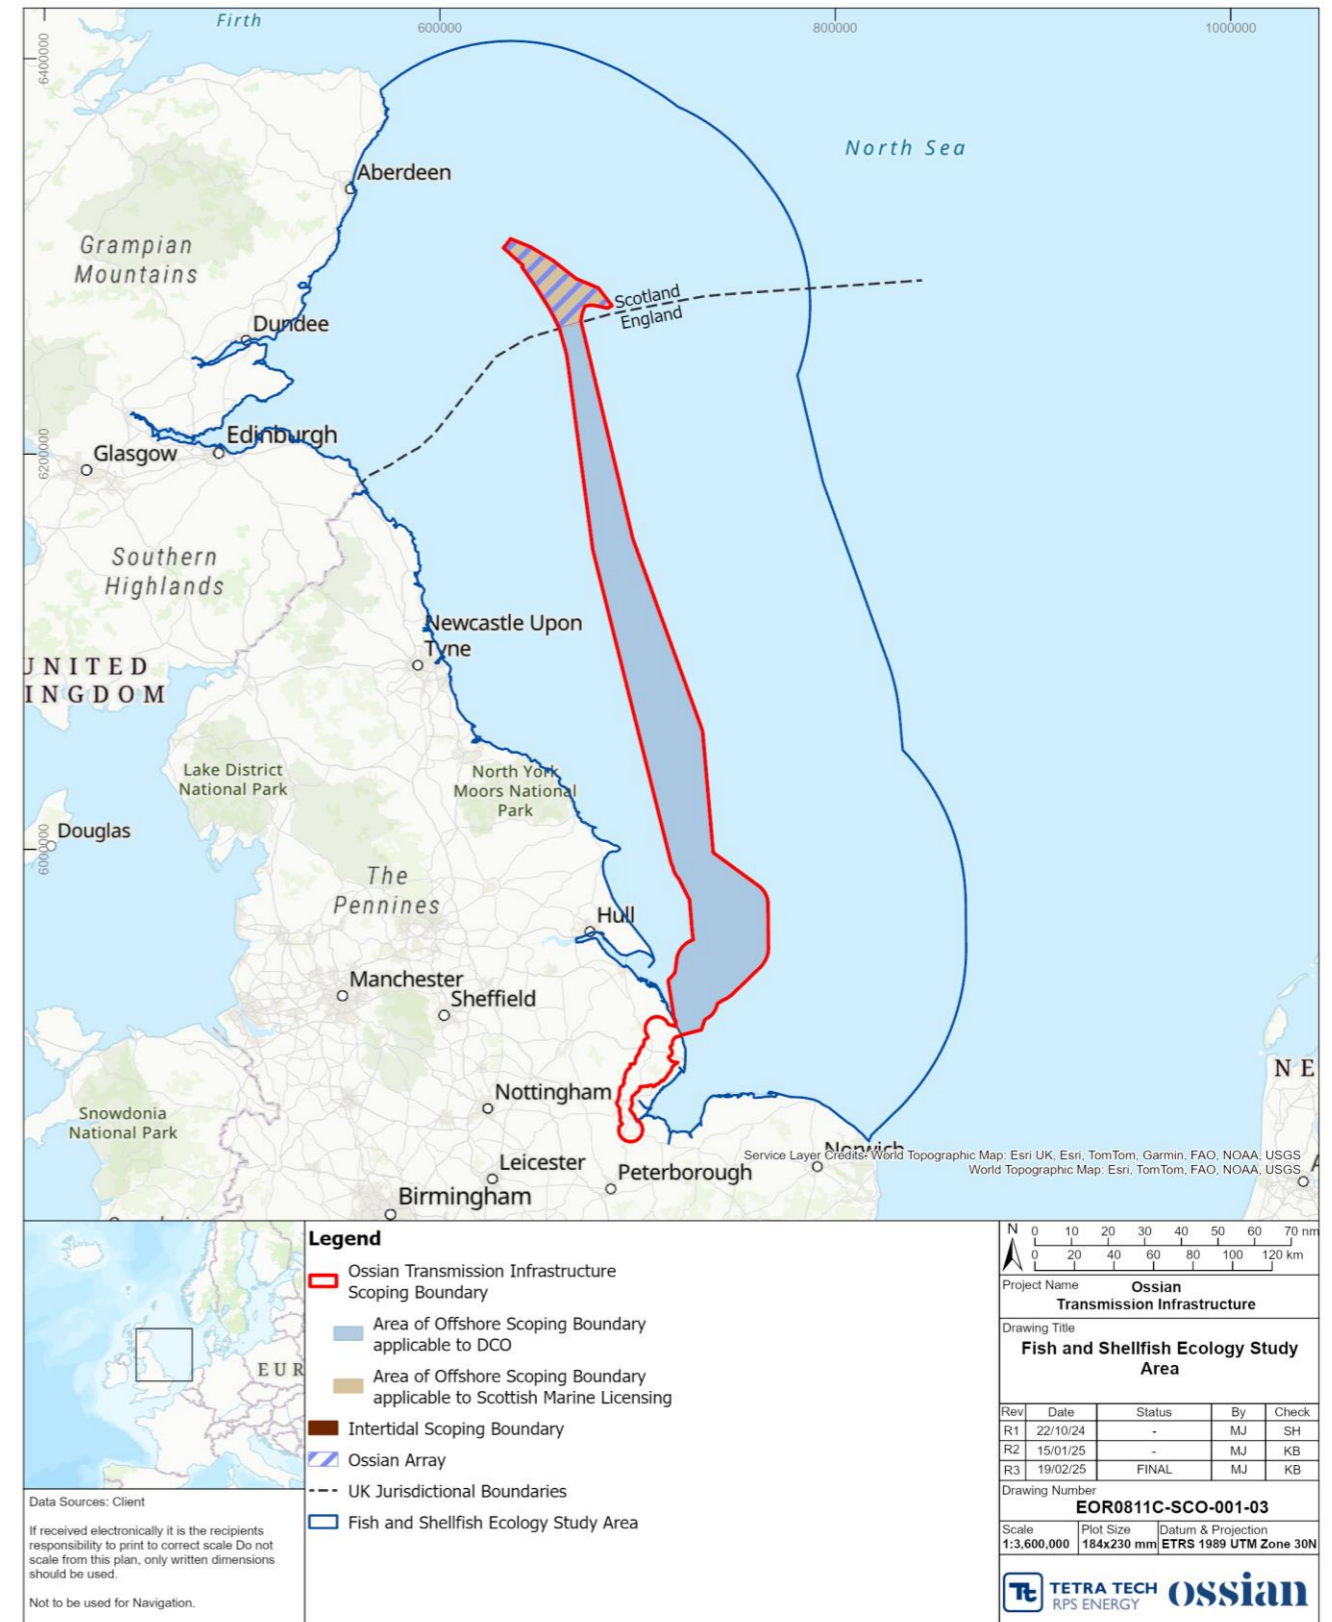 Firth
600000
800000
1000000
6400000
North Sea
Aberdeen
Grampian
Mountains
Scotland
England
Dundee
Edinburgh
Glasgow
6200000
Southern
Highlands
Newcastle Upon
Tyne
UNITED
INGDOM
Lake District
National Park
North York
Moors National
Park
Douglas
6000000
The
Pennines
Hull
Manchester
Sheffield
NE
Nottingham
Snowdonia
National Park
Norwich
Service Layer Credits: World Topographic Map: Esri UK, Esri, TomTom, Garmin, FAO, NOAA, USGS
World Topographic Map: Esri, TomTom, FAO, NOAA, USGS
A
Leicester
Peterborough
Birmingham
EUR
Legend
Ossian Transmission Infrastructure
Scoping Boundary
Area of Offshore Scoping Boundary
applicable to DCO
Area of Offshore Scoping Boundary
applicable to Scottish Marine Licensing
Intertidal Scoping Boundary
Ossian Array
UK Jurisdictional Boundaries
Fish and Shellfish Ecology Study Area
Data Sources: Client
If received electronically it is the recipients
responsibility to print to correct scale Do not
scale from this plan, only written dimensions
should be used.
Not to be used for Navigation.
N
0 10 20 30 40 50 60 70 nm
0 20 40 60 80 100 120 km
Project Name
Ossian
Transmission Infrastructure
Drawing Title
Fish and Shellfish Ecology Study
Area
Rev Date Status By Check
R1 22/10/24 - MJ SH
R2 15/01/25 - MJ KB
R3 19/02/25 FINAL MJ KB
Drawing Number
EOR0811C-SCO-001-03
Scale Plot Size Datum & Projection
1:3,600,000 184x230 mm ETRS 1989 UTM Zone 30N
Tt TETRA TECH
RPS ENERGY
ossian